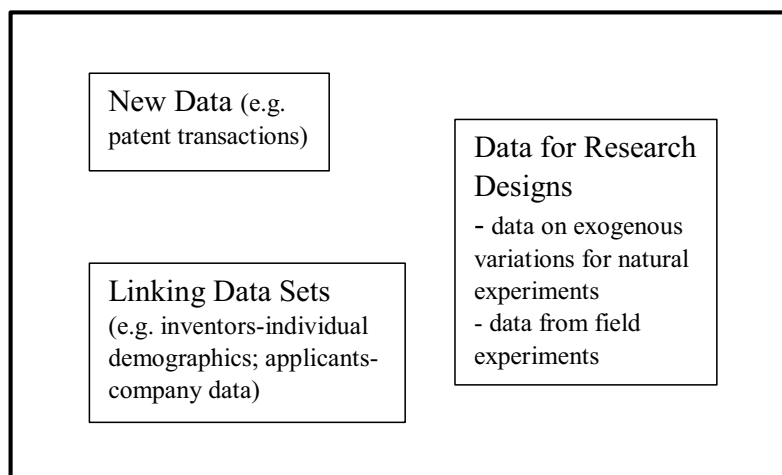 New Data (e.g.
patent transactions)
Linking Data Sets
(e.g. inventors-individual
demographics; applicants-
company data)
Data for Research
Designs
- data on exogenous
variations for natural
experiments
- data from field
experiments